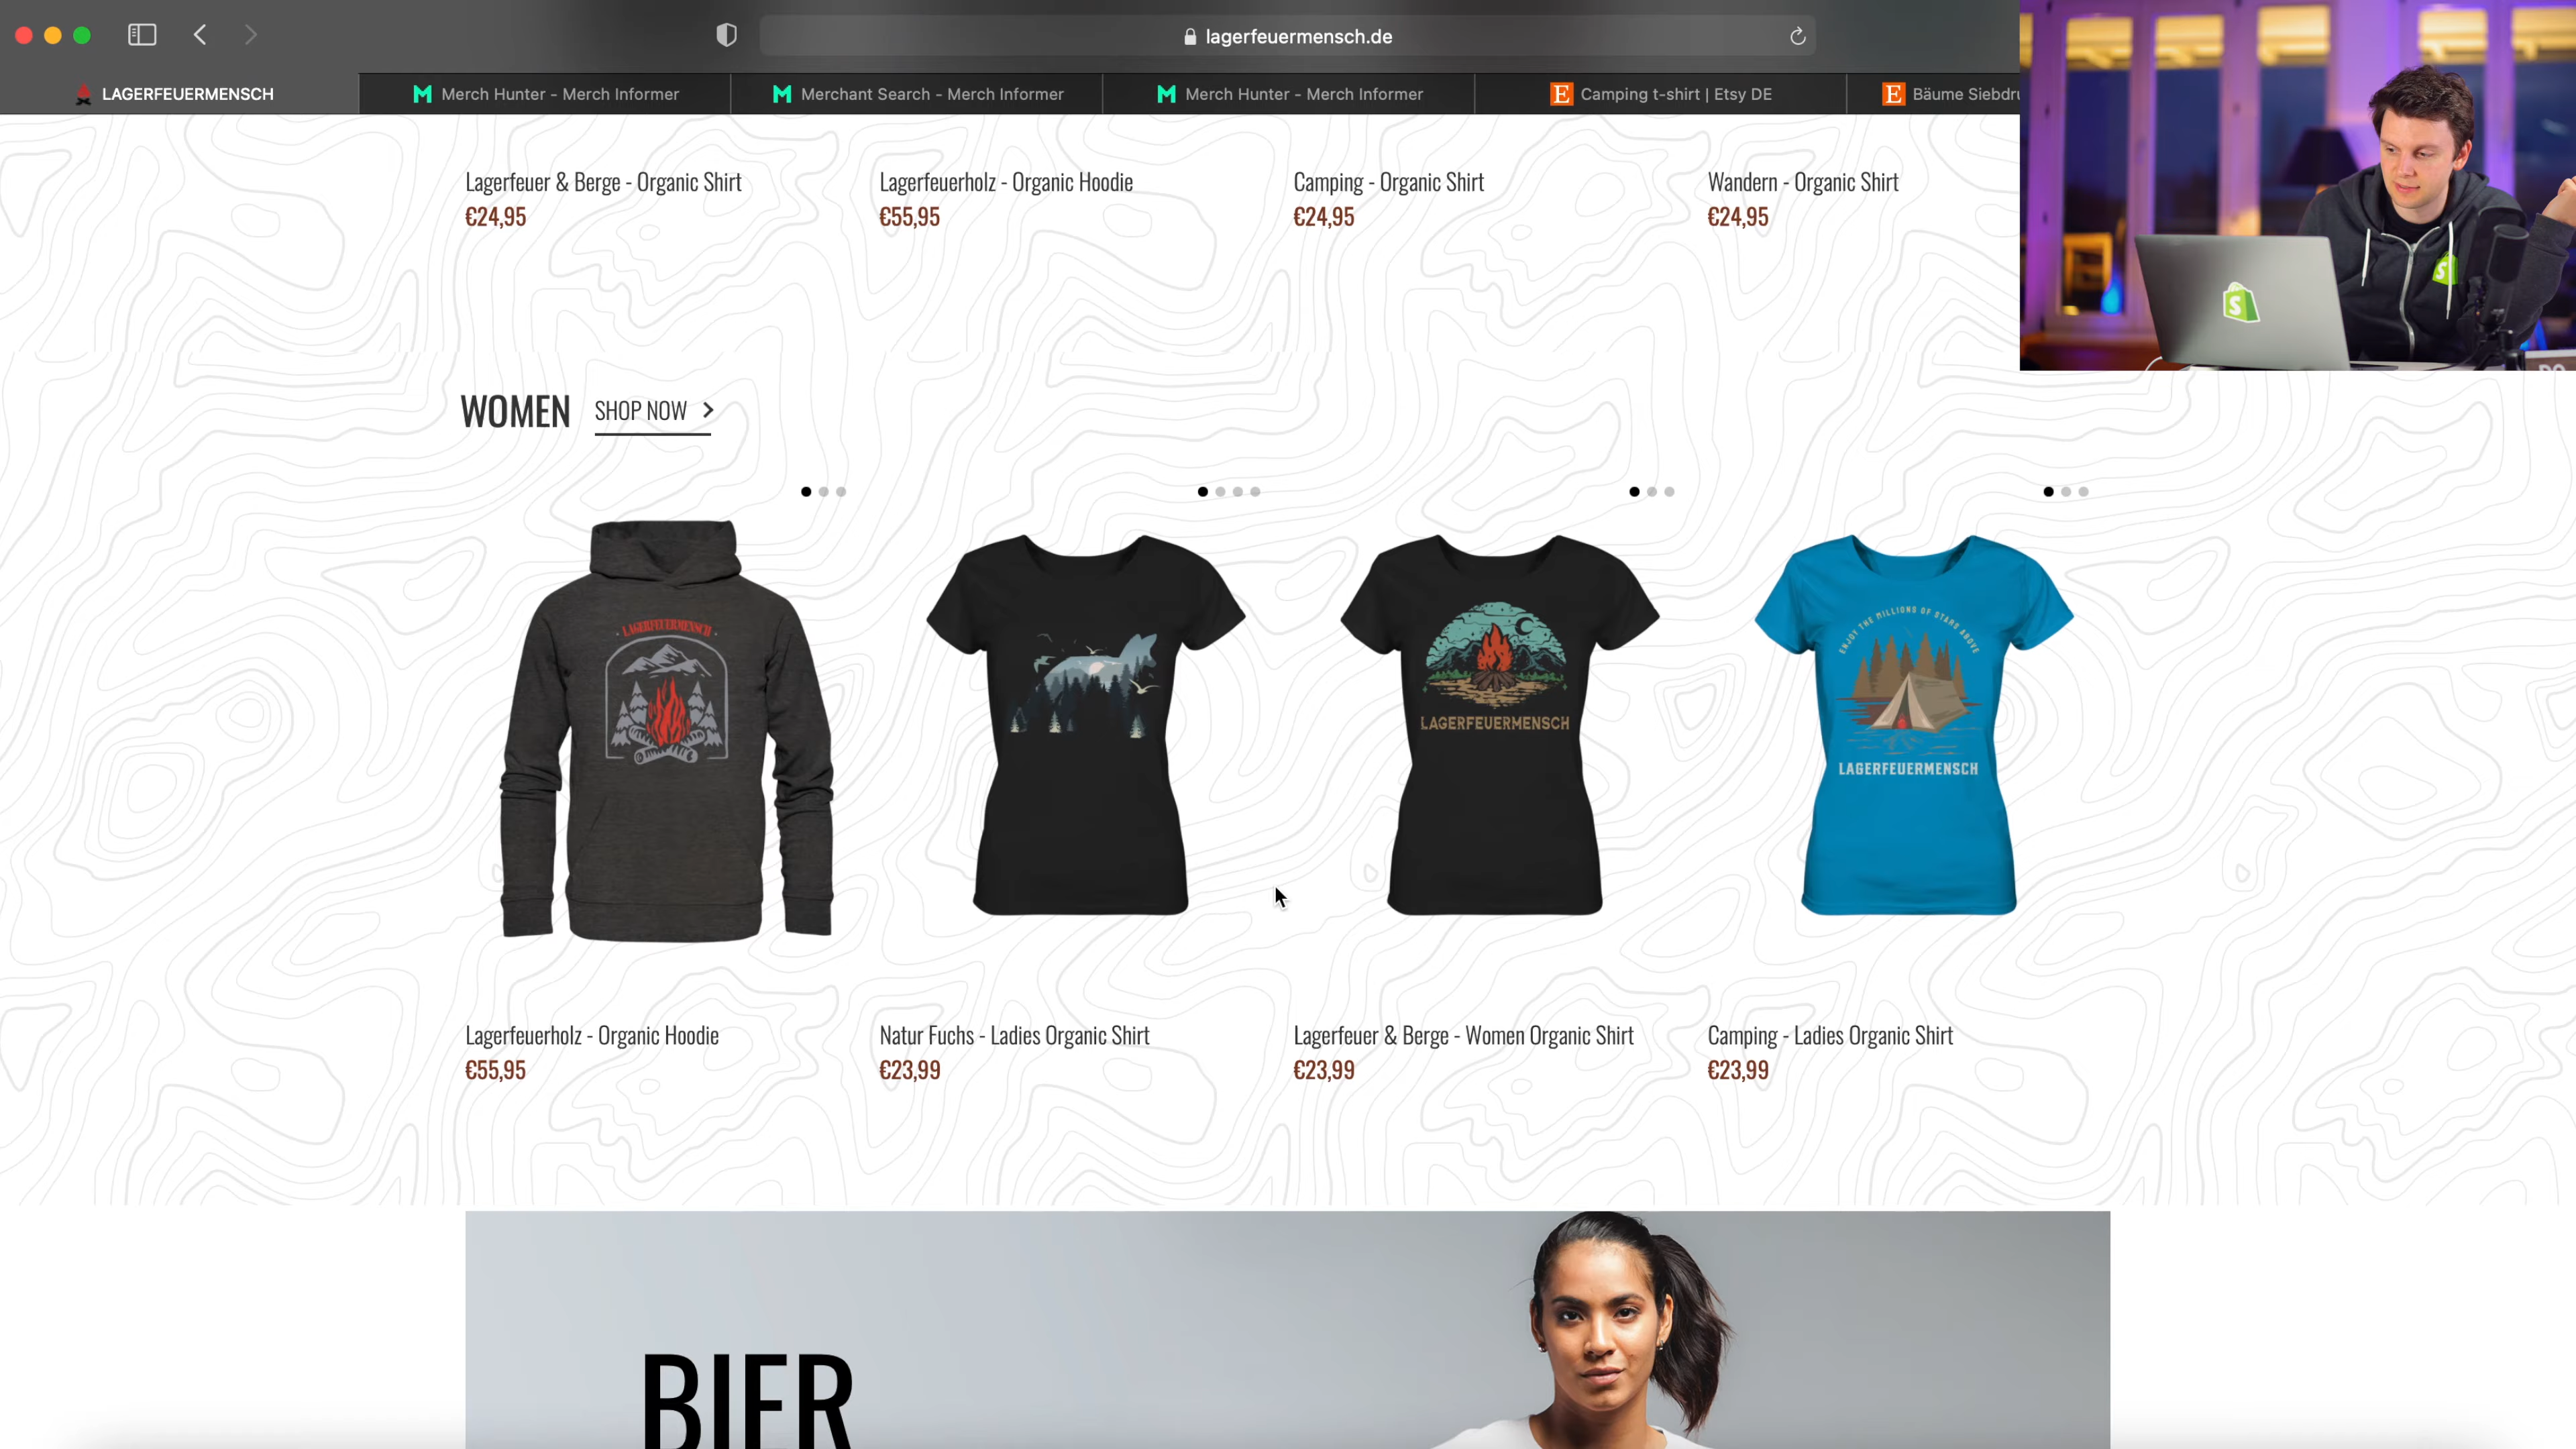 lagerfeuermensch.de
LAGERFEUERMENSCH
Merch Hunter - Merch Informer
Merchant Search - Merch Informer
Merch Hunter - Merch Informer
Camping t-shirt | Etsy DE
Bäume Siebdru
Lagerfeuer & Berge - Organic Shirt
€24,95
Lagerfeuerholz - Organic Hoodie
€55,95
Camping - Organic Shirt
€24,95
Wandern - Organic Shirt
€24,95
WOMEN SHOP NOW
LAGERFEUERMENSCH
LAGERFEUERMENSCH
ENJOY THE MILLIONS OF STARS ABOVE
LAGERFEUERMENSCH
Lagerfeuerholz - Organic Hoodie
€55,95
Natur Fuchs - Ladies Organic Shirt
€23,99
Lagerfeuer & Berge - Women Organic Shirt
€23,99
Camping - Ladies Organic Shirt
€23,99
BIER